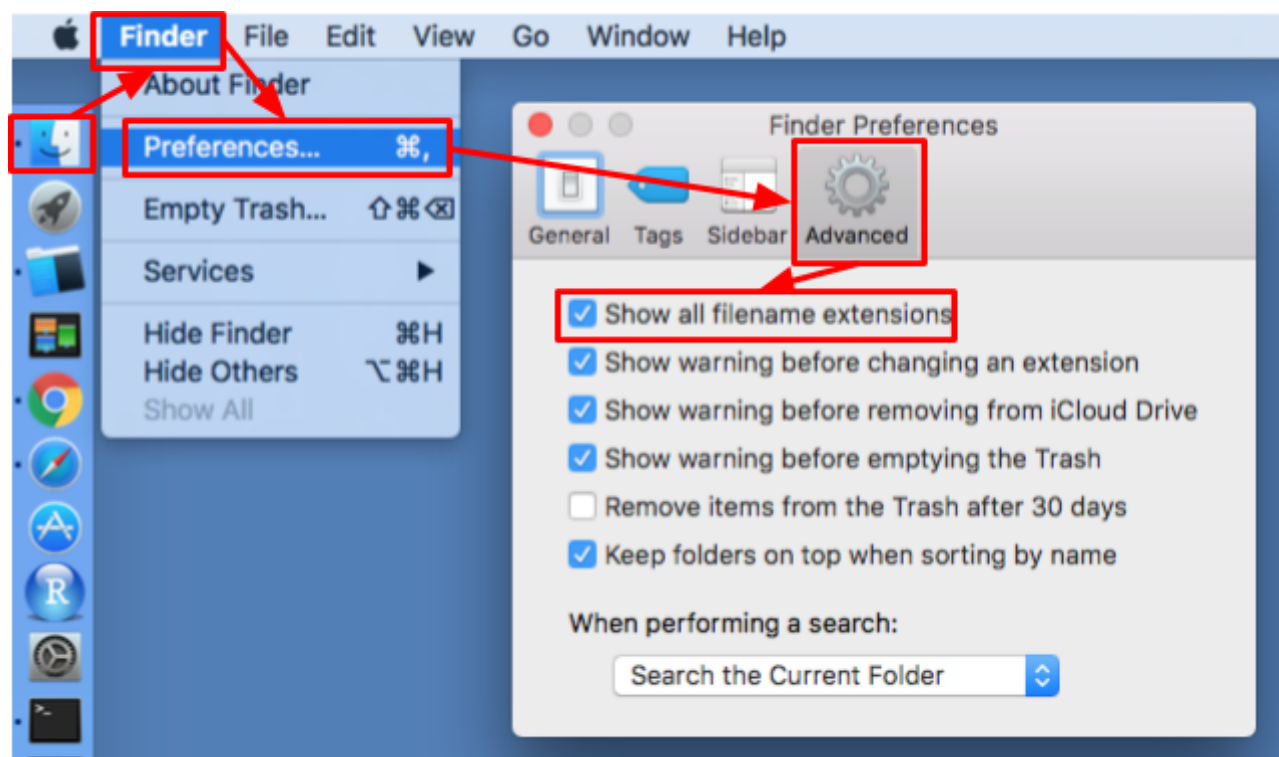 Finder File Edit View Go Window Help
About Finder
Preferences... ⌘,
Empty Trash... ⇧⌘⌫
Services ▶
Hide Finder ⌘H
Hide Others ⌥⌘H
Show All
Finder Preferences
General Tags Sidebar Advanced
Show all filename extensions
Show warning before changing an extension
Show warning before removing from iCloud Drive
Show warning before emptying the Trash
Remove items from the Trash after 30 days
Keep folders on top when sorting by name
When performing a search:
Search the Current Folder
R
>_